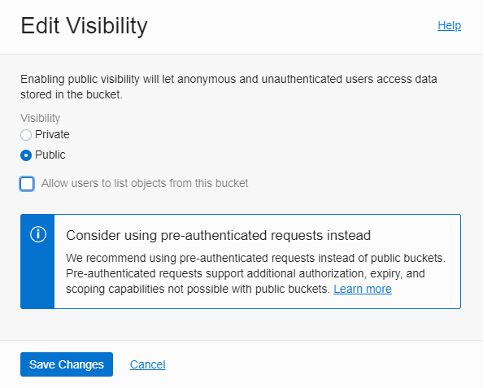 Edit Visibility
Help
Enabling public visibility will let anonymous and unauthenticated users access data
stored in the bucket.
Visibility
Private
Public
Allow users to list objects from this bucket
Consider using pre-authenticated requests instead
We recommend using pre-authenticated requests instead of public buckets.
Pre-authenticated requests support additional authorization, expiry, and
scoping capabilities not possible with public buckets. Learn more
Save Changes
Cancel